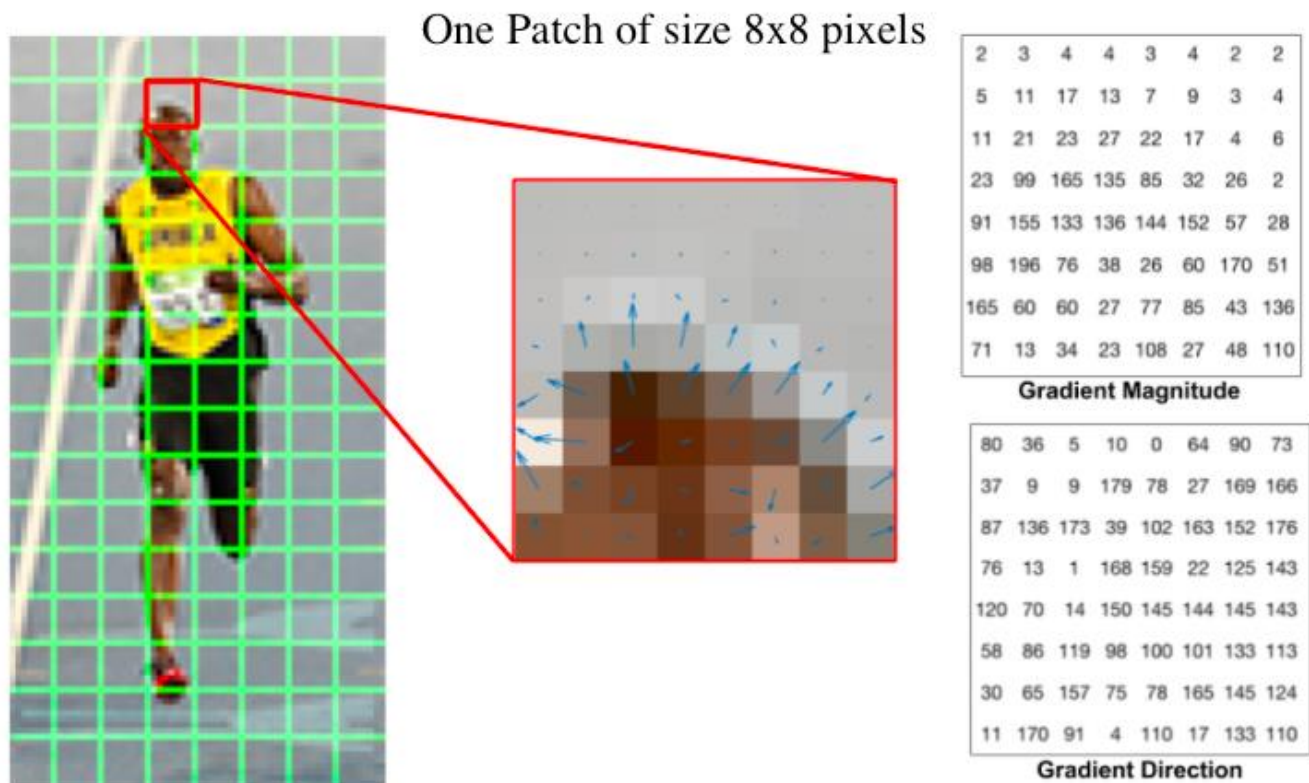 One Patch of size 8x8 pixels
2 3 4 4 3 4 2 2
5 11 17 13 7 9 3 4
11 21 23 27 22 17 4 6
23 99 165 135 85 32 26 2
91 155 133 136 144 152 57 28
98 196 76 38 26 60 170 51
165 60 60 27 77 85 43 136
71 13 34 23 108 27 48 110
Gradient Magnitude
80 36 5 10 0 64 90 73
37 9 9 179 78 27 169 166
87 136 173 39 102 163 152 176
76 13 1 168 159 22 125 143
120 70 14 150 145 144 145 143
58 86 119 98 100 101 133 113
30 65 157 75 78 165 145 124
11 170 91 4 110 17 133 110
Gradient Direction